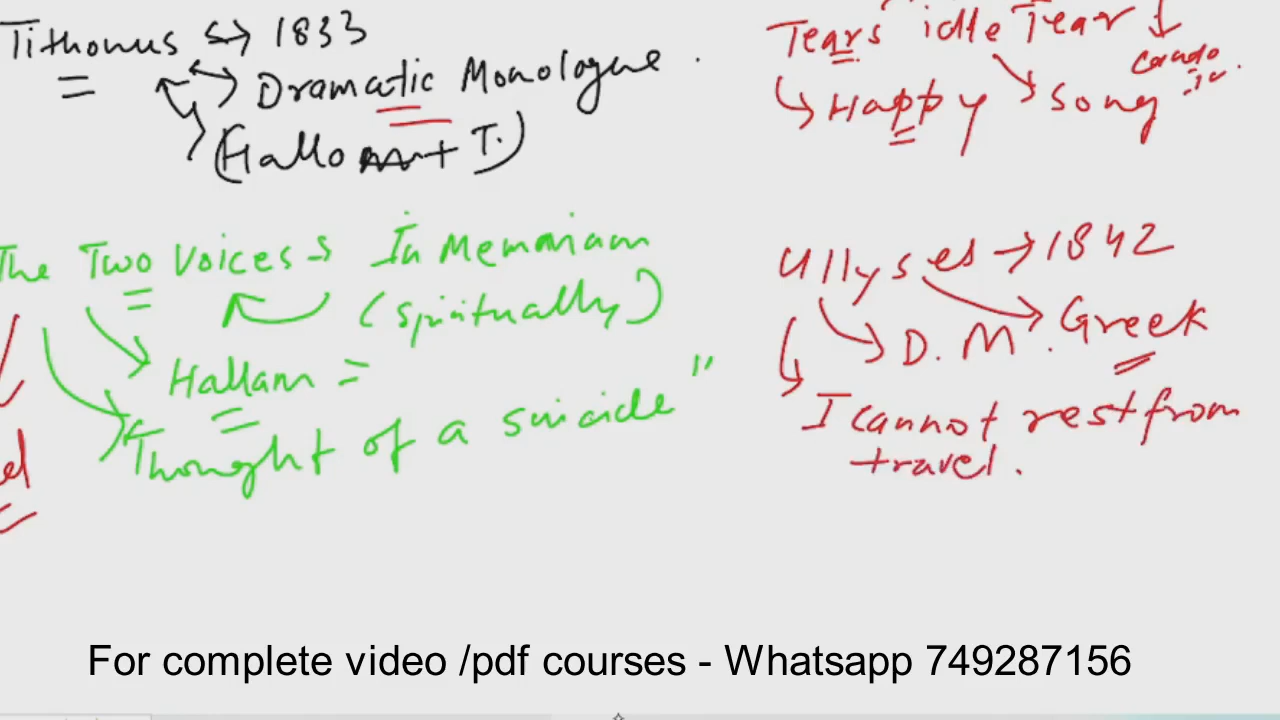 Tithonus ↔ 1833
Dramatic Monologue.
(Hallam + T.)
Tears idle Tear
Happy
Song
The Two Voices → In Memoriam
(spiritually)
Hallam =
Thought of a suicide"
Ullyses → 1842
D. M. Greek
I cannot rest from
travel.
For complete video /pdf courses - Whatsapp 749287156